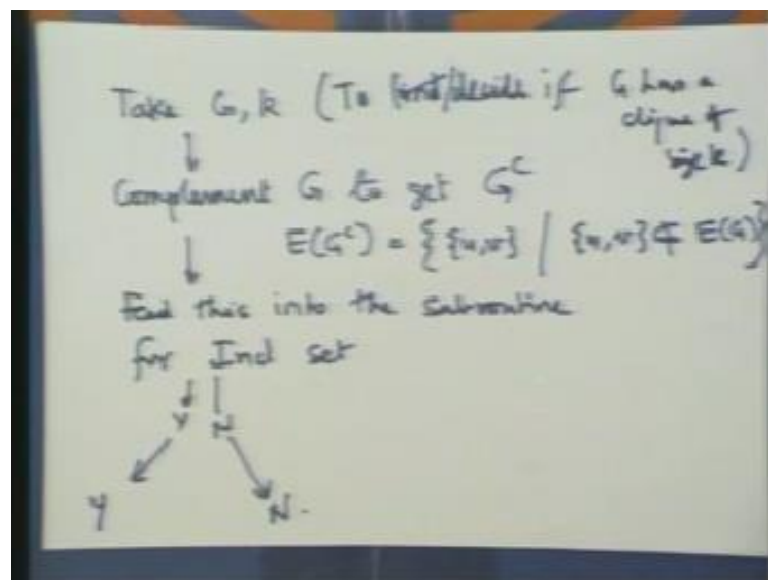 Take G, k (To find/decide if G has a
clique of
size k)
Complement G to get G^c
E(G^c) = { {u,v} | {u,v} ∉ E(G)}
Feed this into the subroutine
for Ind set
Y N
Y N.